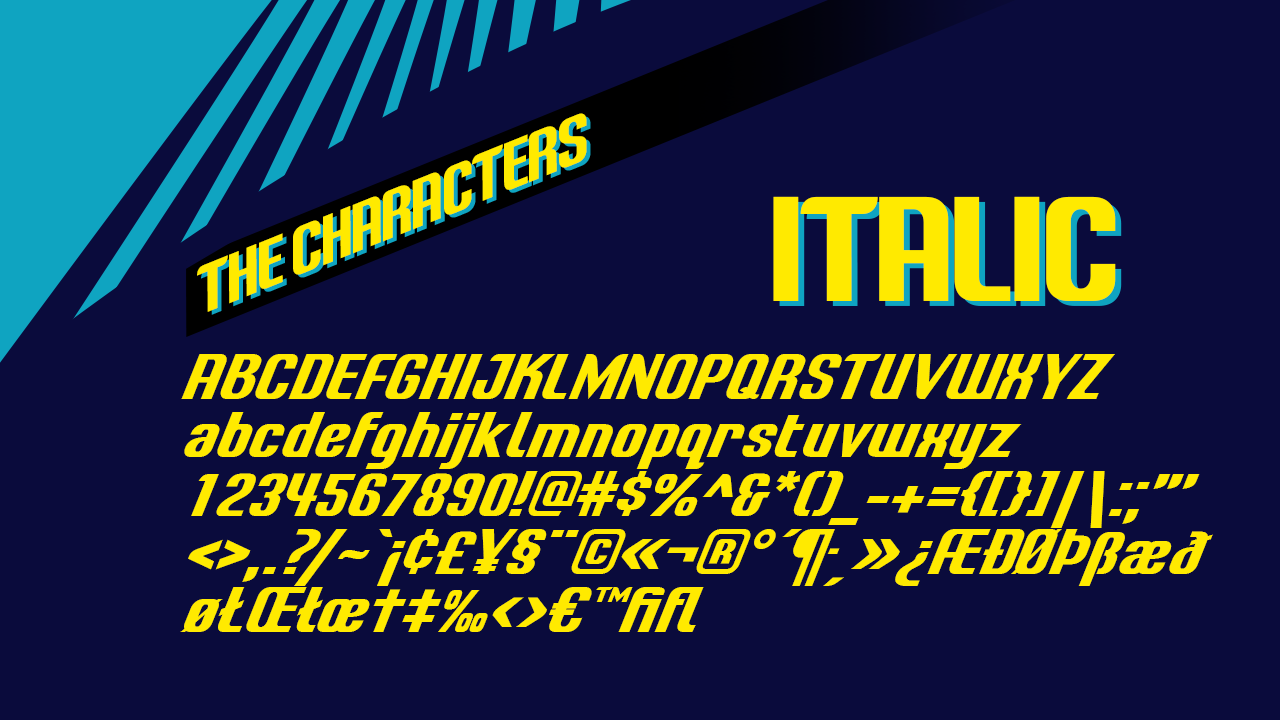 THE CHARACTERS
ITALIC
ABCDEFGHIJKLMNOPQRSTUVWXYZ
abcdefghijklmnopqrstuvwxyz
1234567890!@#$%^&*()_-+={[}]/|\.:;"'
<>,.?/~`¡¢£¥§¨©«¬®°´¶·¸»¿ÆÐØÞßæð
øŁŒłœ†‡‰‹›€™ﬁﬂ